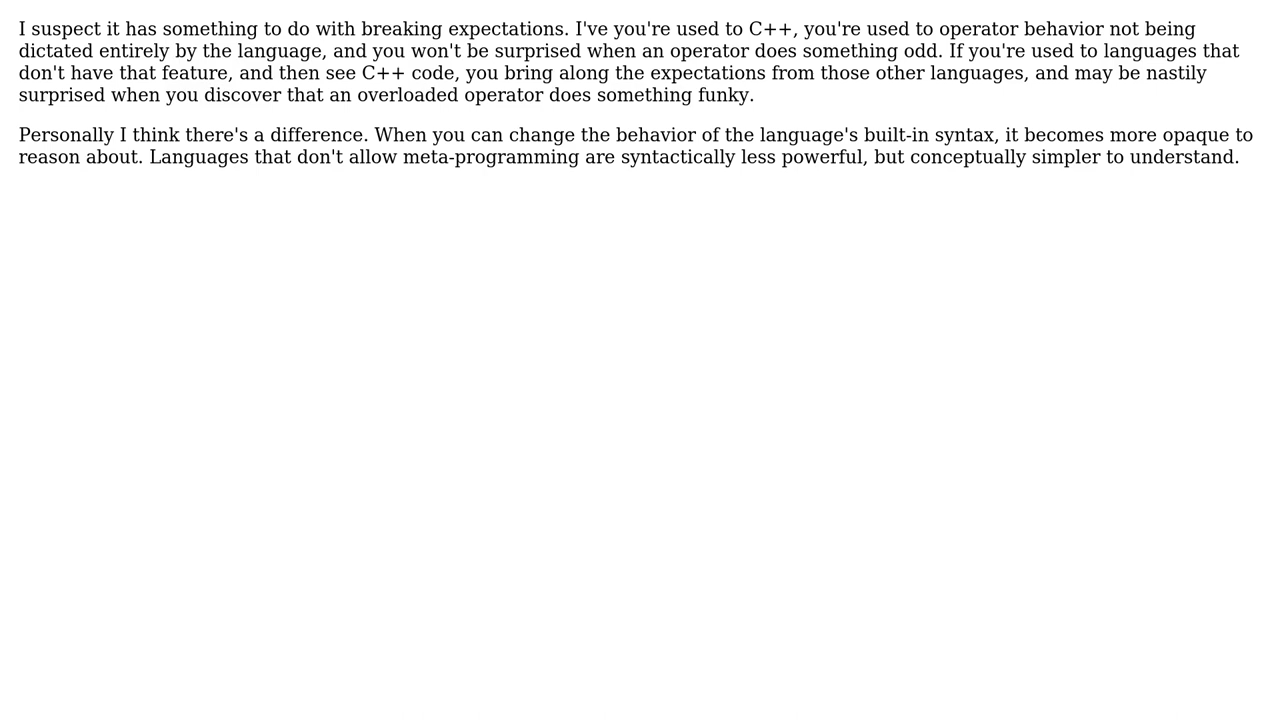 I suspect it has something to do with breaking expectations. I've you're used to C++, you're used to operator behavior not being
dictated entirely by the language, and you won't be surprised when an operator does something odd. If you're used to languages that
don't have that feature, and then see C++ code, you bring along the expectations from those other languages, and may be nastily
surprised when you discover that an overloaded operator does something funky.
Personally I think there's a difference. When you can change the behavior of the language's built-in syntax, it becomes more opaque to
reason about. Languages that don't allow meta-programming are syntactically less powerful, but conceptually simpler to understand.